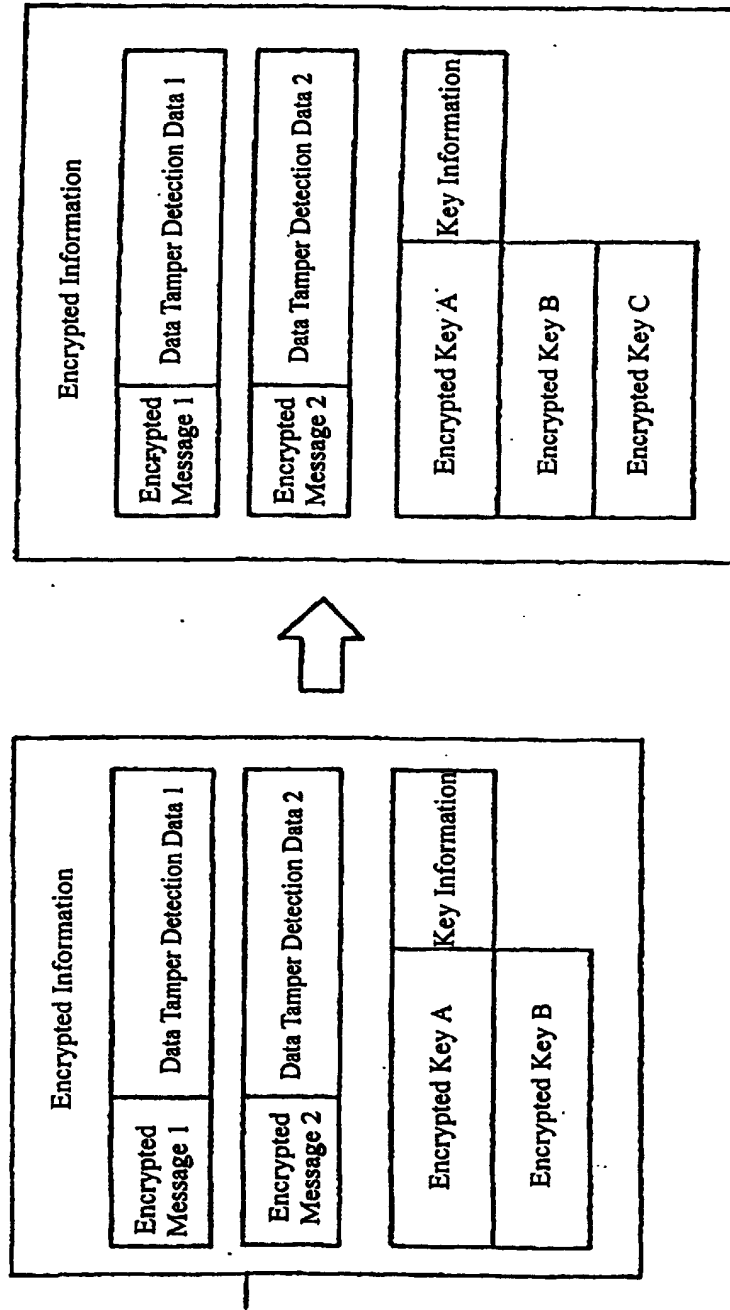 Encrypted Information
Encrypted
Message 1
Data Tamper Detection Data 1
Encrypted
Message 2
Data Tamper Detection Data 2
Encrypted Key A
Key Information
Encrypted Key B
Encrypted Information
Encrypted
Message 1
Data Tamper Detection Data 1
Encrypted
Message 2
Data Tamper Detection Data 2
Encrypted Key A
Key Information
Encrypted Key B
Encrypted Key C